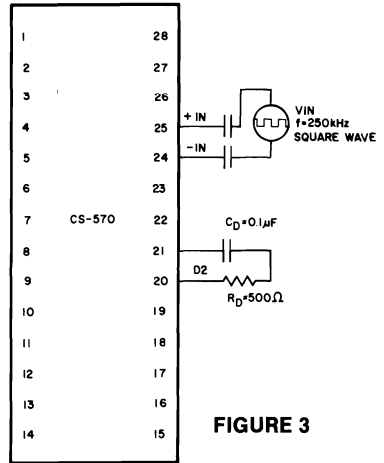 1 28
2 27
3 26
4 25 + IN
5 24 -IN
6 23
7 CS-570 22
8 21
9 20 D2
10 19
11 18
12 17
13 16
14 15
VIN
f=250kHz
SQUARE WAVE
CD=0.1µF
RD=500Ω
FIGURE 3